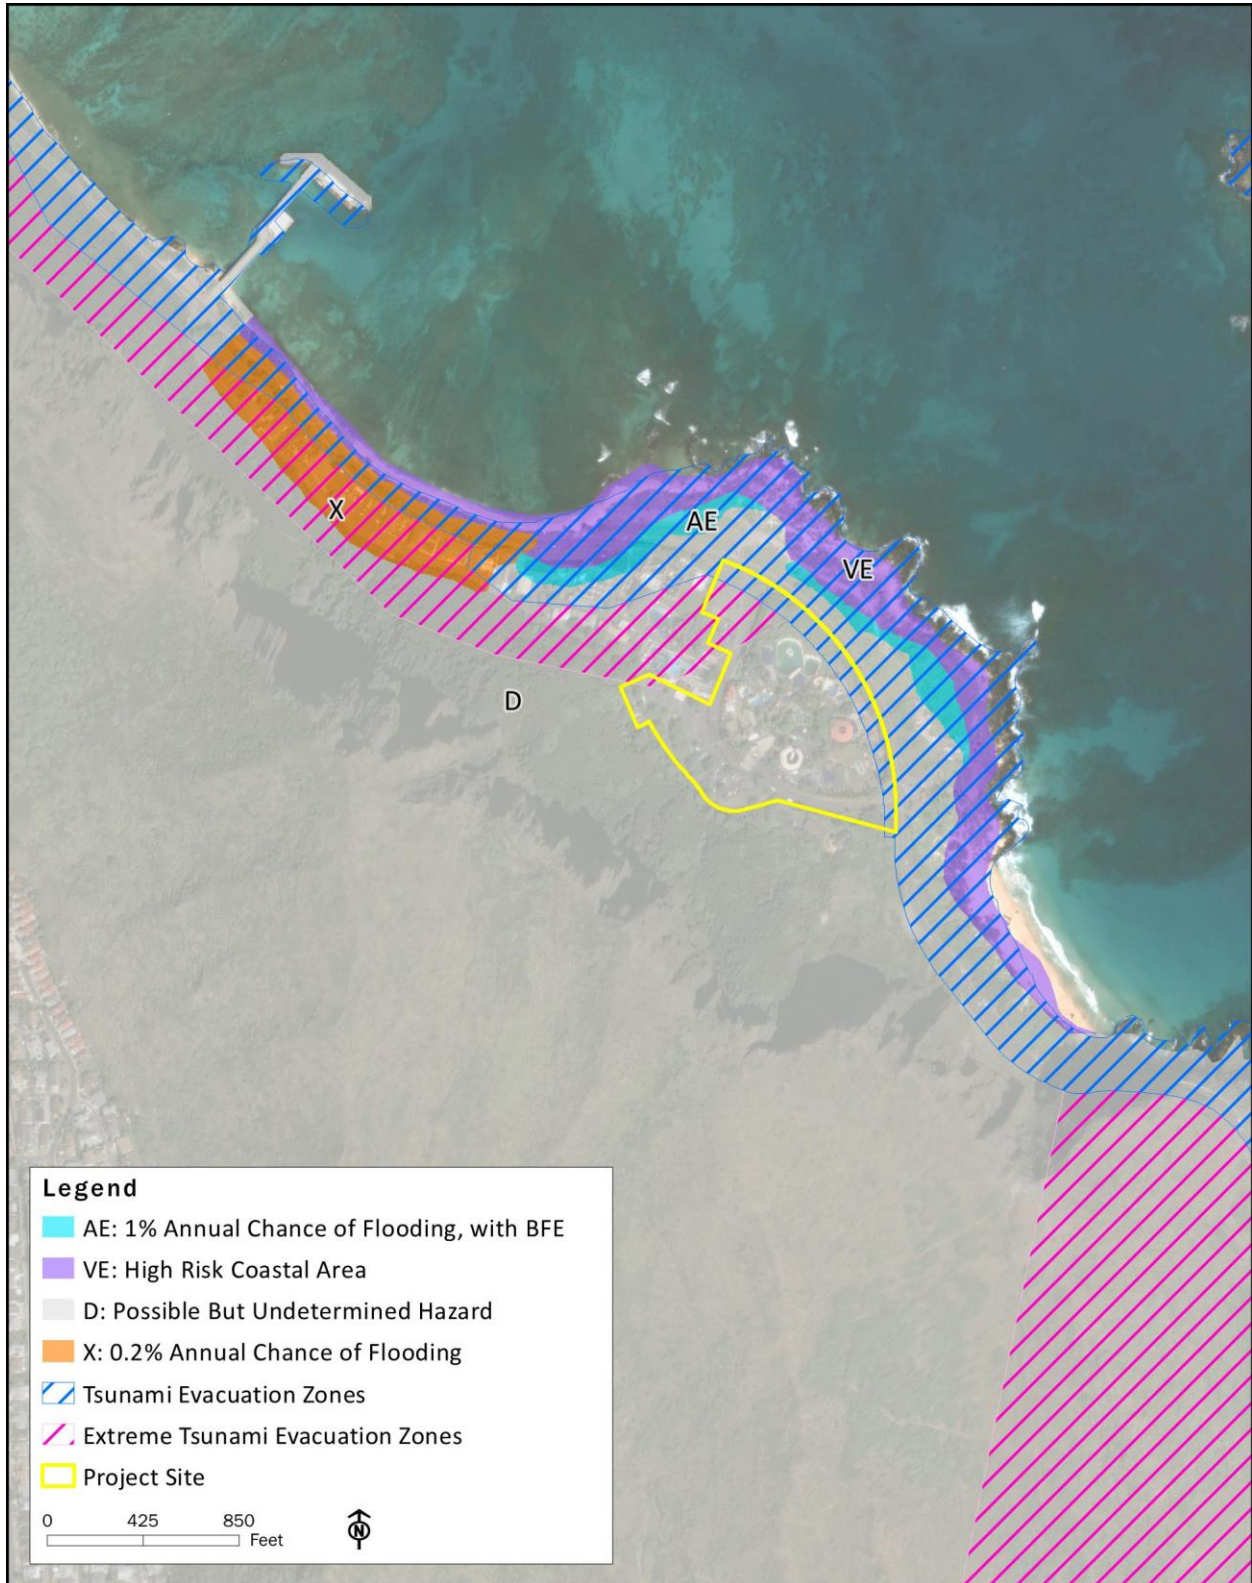 X
AE
VE
D
Legend
AE: 1% Annual Chance of Flooding, with BFE
VE: High Risk Coastal Area
D: Possible But Undetermined Hazard
X: 0.2% Annual Chance of Flooding
Tsunami Evacuation Zones
Extreme Tsunami Evacuation Zones
Project Site
0 425 850
Feet
N